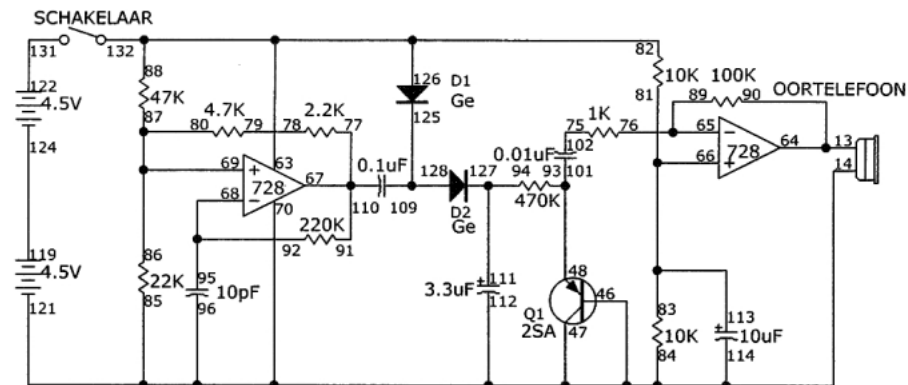 SCHAKELAAR
131
132
122
4.5V
124
119
4.5V
121
88
47K
87
80
4.7K
79
78
2.2K
77
69
+
68
−
728
63
67
70
220K
92
91
86
22K
85
95
10pF
96
0.1uF
110
109
126
D1
Ge
125
128
127
D2
Ge
3.3uF
+
111
112
94
93
470K
0.01uF
102
101
75
1K
76
48
46
Q1
2SA
47
82
10K
81
89
100K
90
65
−
66
+
728
64
OORTELEFOON
13
14
83
10K
84
+
113
10uF
114